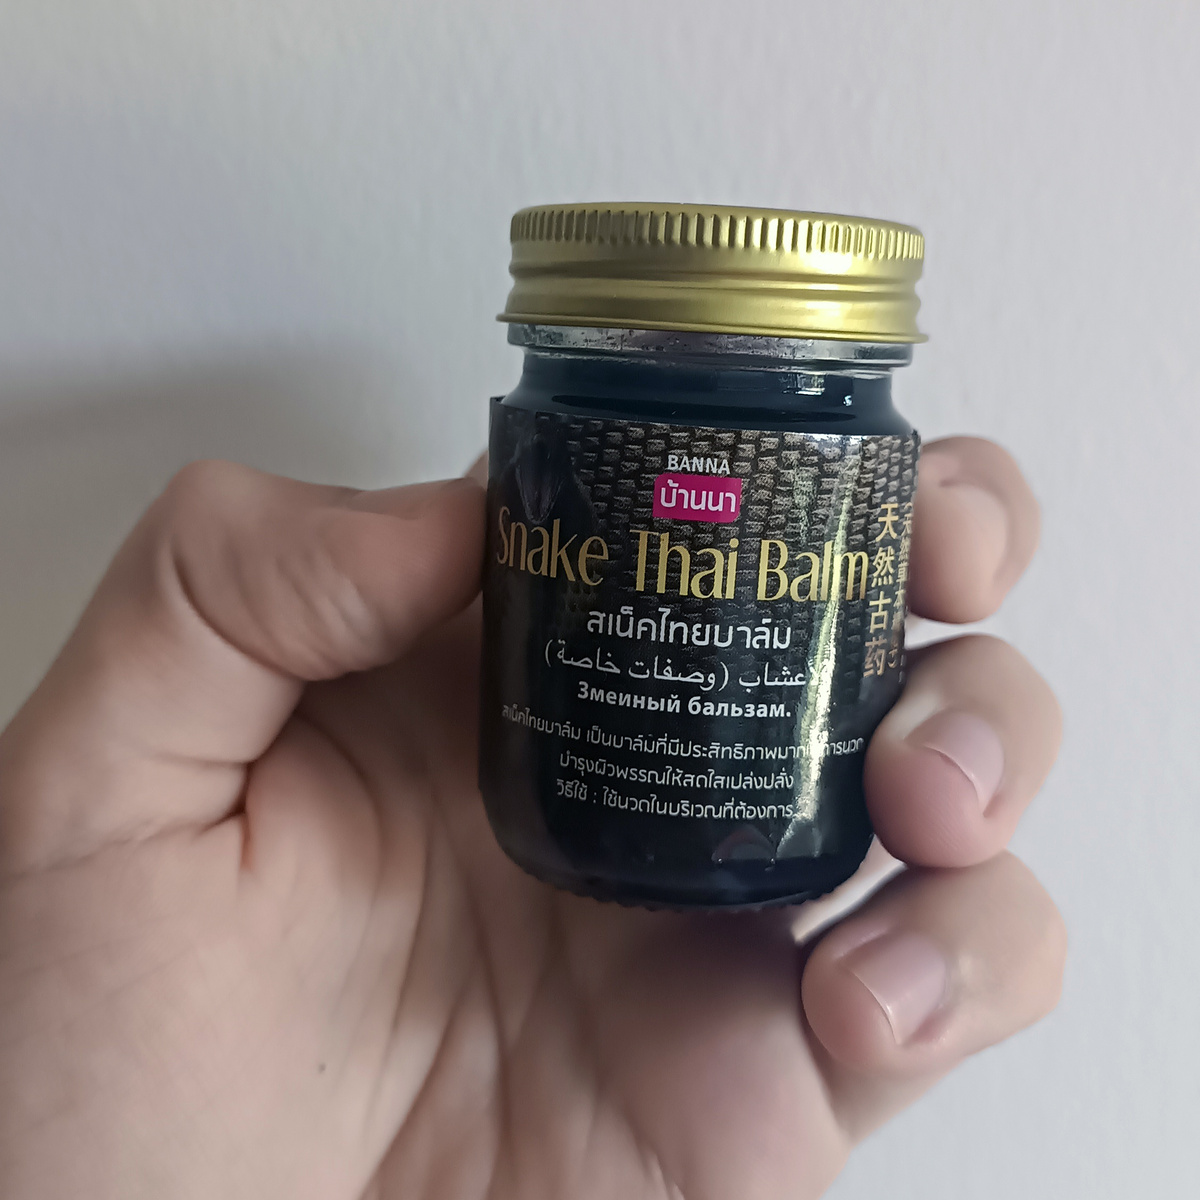 BANNA
บ้านนา
Snake Thai Balm
สเน็คไทยบาล์ม
اعشاب (وصفات خاصة)
Змеиный бальзам.
สเน็คไทยบาล์ม เป็นบาล์มที่มีประสิทธิภาพมาก
บำรุงผิวพรรณให้สดใสเปล่งปลั่ง
วิธีใช้ : ใช้นวดในบริเวณที่ต้องการ
天然古药